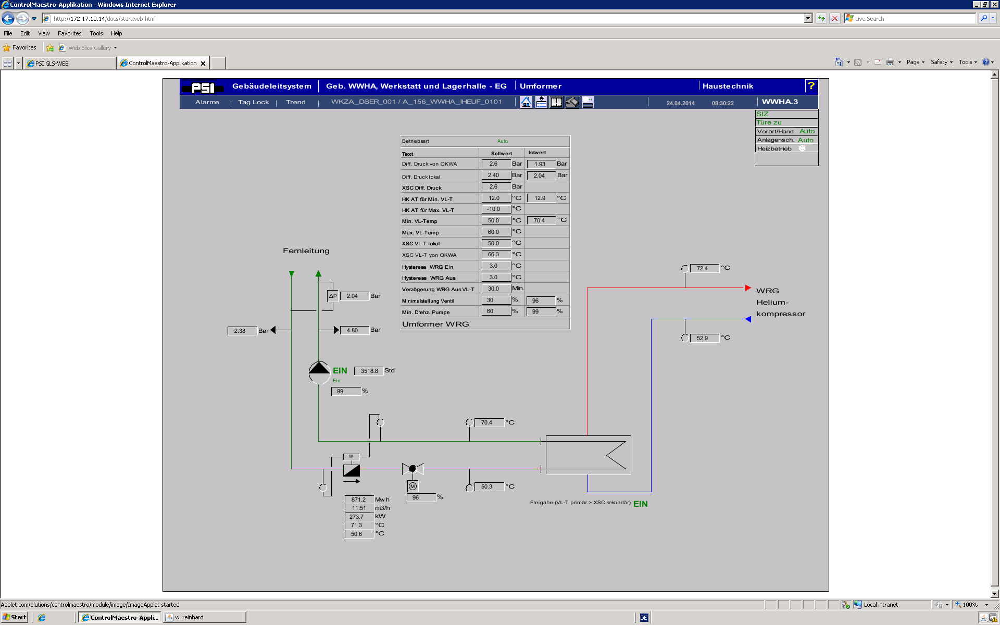 ControlMaestro-Applikation - Windows Internet Explorer
http://172.17.10.14/docs/startweb.html
Live Search
File Edit View Favorites Tools Help
Favorites Web Slice Gallery
PSI GLS-WEB ControlMaestro-Applikation
Page Safety Tools
PSI Gebäudeleitsystem Geb. WWHA, Werkstatt und Lagerhalle - EG Umformer Haustechnik ?
Alarme Tag Lock Trend WKZA_DSER_001 / A_156_WWHA_IHEUF_0101 24.04.2014 08:30:22 WWHA.3
SIZ
Türe zu
Vorort/Hand Auto
Anlagensch. Auto
Heizbetrieb
Betriebsart Auto
Text Sollwert Istwert
Diff. Druck von OKWA 2.6 Bar 1.93 Bar
Diff. Druck lokal 2.40 Bar 2.04 Bar
XSC Diff. Druck 2.6 Bar
HK AT für Min. VL-T 12.0 °C 12.9 °C
HK AT für Max. VL-T -10.0 °C
Min. VL-Temp 50.0 °C 70.4 °C
Max. VL-Temp 60.0 °C
XSC VL-T lokal 50.0 °C
XSC VL-T von OKWA 66.3 °C
Hysterese WRG Ein 3.0 °C
Hysterese WRG Aus 3.0 °C
Verzögerung WRG Aus VL-T 30.0 Min.
Minimalstellung Ventil 30 % 96 %
Min. Drehz. Pumpe 60 % 99 %
Umformer WRG
Fernleitung
ΔP 2.04 Bar
2.38 Bar 4.80 Bar
EIN 3518.8 Std
Ein
99 %
72.4 °C
WRG
Helium-
kompressor
52.9 °C
70.4 °C
W
M
50.3 °C
96 %
871.2 Mwh
11.51 m3/h
273.7 kW
71.3 °C
50.6 °C
Freigabe (VL-T primär > XSC sekundär) EIN
Applet com/elutions/controlmaestro/module/image/ImageApplet started
Local intranet 100%
Start ControlMaestro-Appli... w_reinhard DE